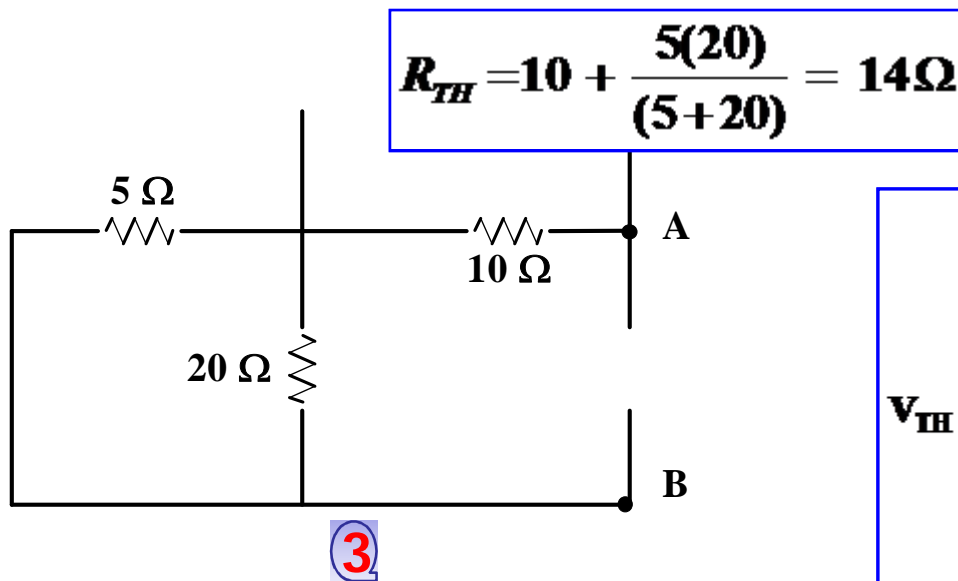 R_TH = 10 + 5(20) / (5+20) = 14Ω
5 Ω
A
10 Ω
20 Ω
V_TH
B
3